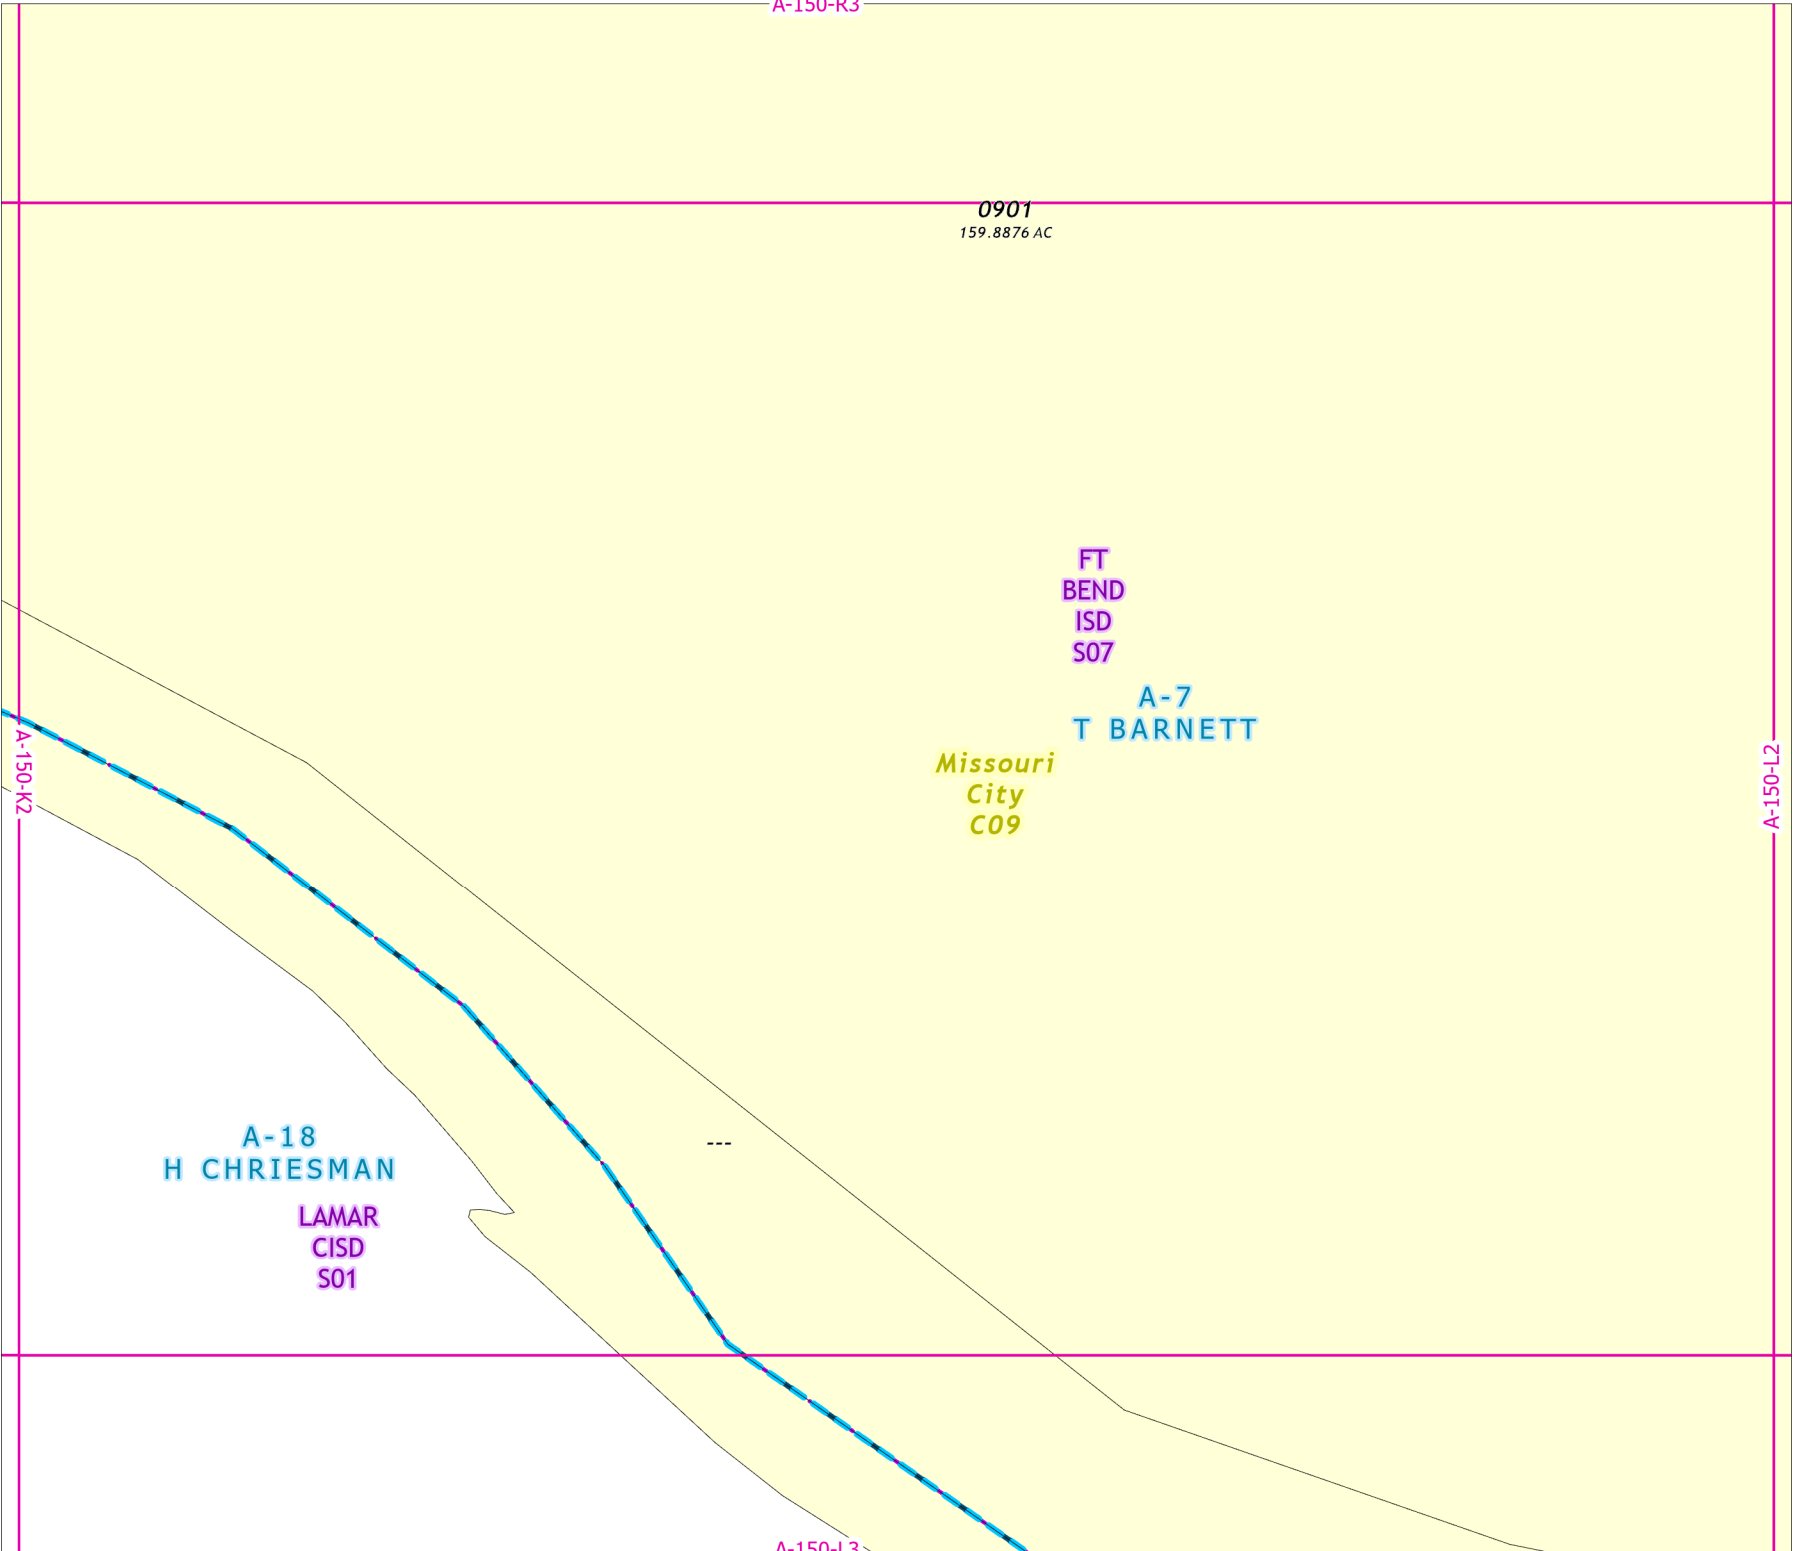 A-150-R3
0901
159.8876 AC
FT
BEND
ISD
S07
A-7
T BARNETT
Missouri
City
C09
A-150-K2
A-150-L2
---
A-18
H CHRIESMAN
LAMAR
CISD
S01
A-150-L3